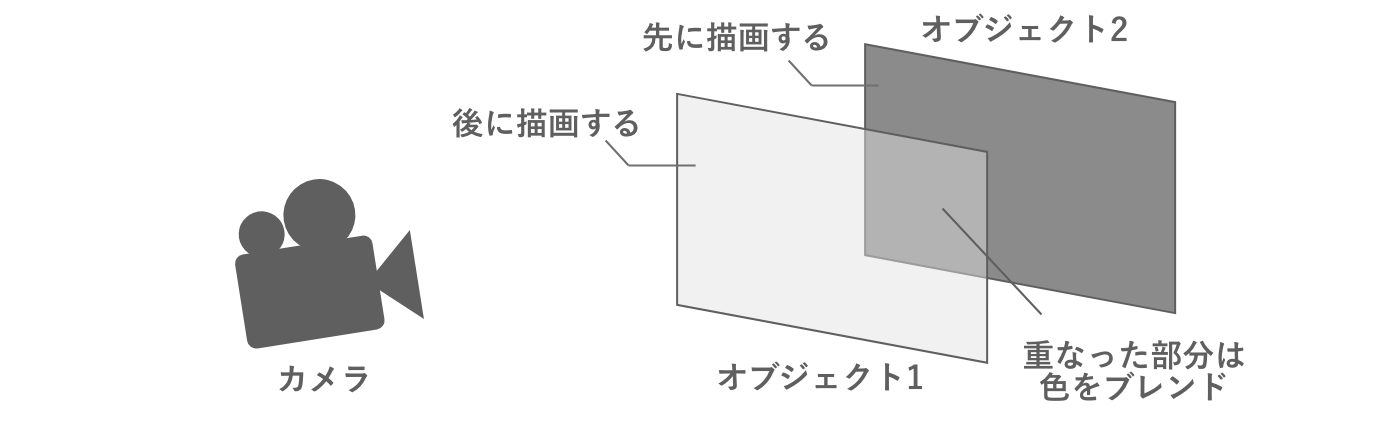 オブジェクト2
先に描画する
後に描画する
カメラ
オブジェクト1
重なった部分は
色をブレンド